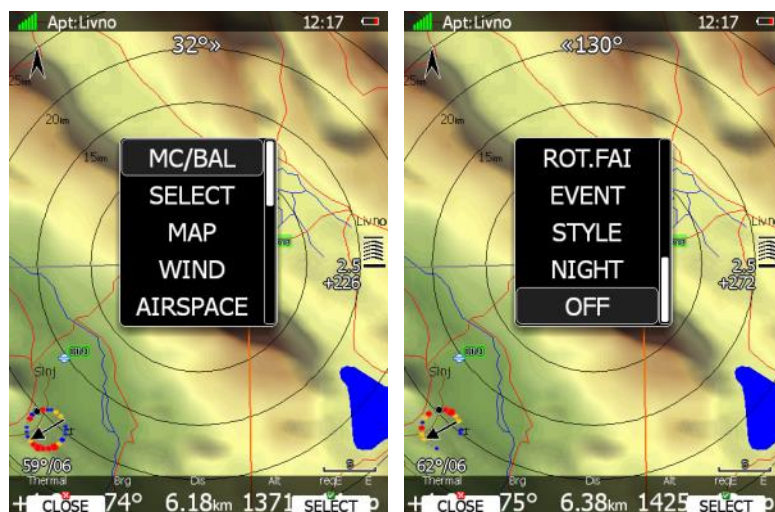 Apt:Livno 12:17
32°»
25km
20km
15km
MC/BAL
SELECT
MAP
WIND
AIRSPACE
Livno
2.5
+226
Sinj
59°/06
Thermal Brg Dis Alt reqE E
CLOSE 74° 6.18km 1371 SELECT
Apt:Livno 12:17
«130°
20km
15km
ROT.FAI
EVENT
STYLE
NIGHT
OFF
Livno
2.5
+272
Sinj
62°/06
Thermal Brg Dis Alt reqE E
CLOSE 75° 6.38km 1425 SELECT